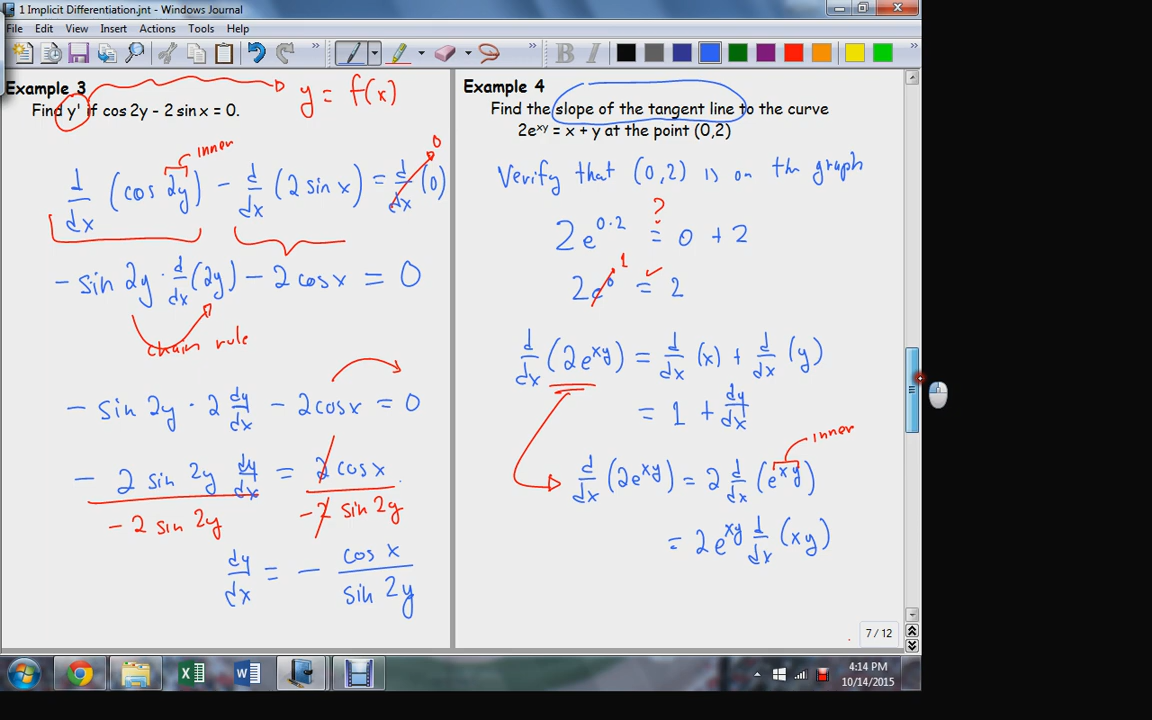 1 Implicit Differentiation.jnt - Windows Journal
File Edit View Insert Actions Tools Help
B I
Example 3
Find y' if cos 2y - 2 sin x = 0.
y = f(x)
inner
d/dx (cos 2y) - d/dx (2 sin x) = d/dx (0) 0
- sin 2y · d/dx (2y) - 2 cos x = 0
chain rule
- sin 2y · 2 dy/dx - 2 cos x = 0
- 2 sin 2y dy/dx = 2 cos x
- 2 sin 2y - 2 sin 2y
dy/dx = - cos x / sin 2y
Example 4
Find the slope of the tangent line to the curve
2eˣʸ = x + y at the point (0,2)
Verify that (0,2) is on the graph
?
2e^0·2 = 0 + 2
1
2e^0 = 2 ✓
d/dx (2e^xy) = d/dx (x) + d/dx (y)
= 1 + dy/dx
inner
d/dx (2e^xy) = 2 d/dx (e^xy)
= 2e^xy d/dx (xy)
7 / 12
4:14 PM
10/14/2015